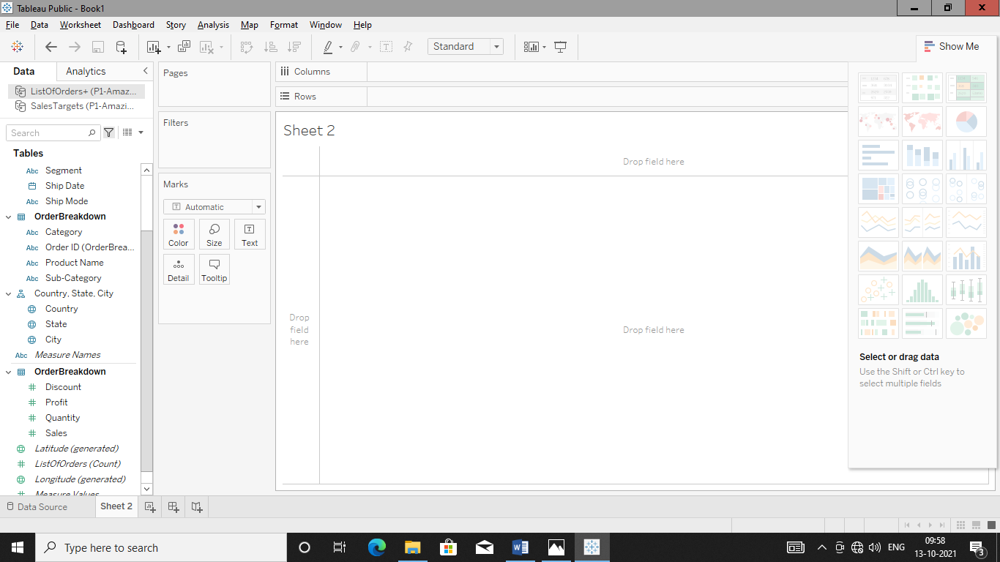 Tableau Public - Book1
File Data Worksheet Dashboard Story Analysis Map Format Window Help
Standard
Show Me
Data Analytics
ListOfOrders+ (P1-Amaz...
SalesTargets (P1-Amazi...
Search
Tables
Abc Segment
Ship Date
Abc Ship Mode
OrderBreakdown
Abc Category
Abc Order ID (OrderBrea...
Abc Product Name
Abc Sub-Category
Country, State, City
Country
State
City
Abc Measure Names
OrderBreakdown
Discount
Profit
Quantity
Sales
Latitude (generated)
ListOfOrders (Count)
Longitude (generated)
Measure Values
Pages
Filters
Marks
Automatic
Color Size Text
Detail Tooltip
Columns
Rows
Sheet 2
Drop field here
Drop
field
here
Drop field here
Select or drag data
Use the Shift or Ctrl key to
select multiple fields
Data Source Sheet 2
Type here to search
ENG
09:58
13-10-2021
3